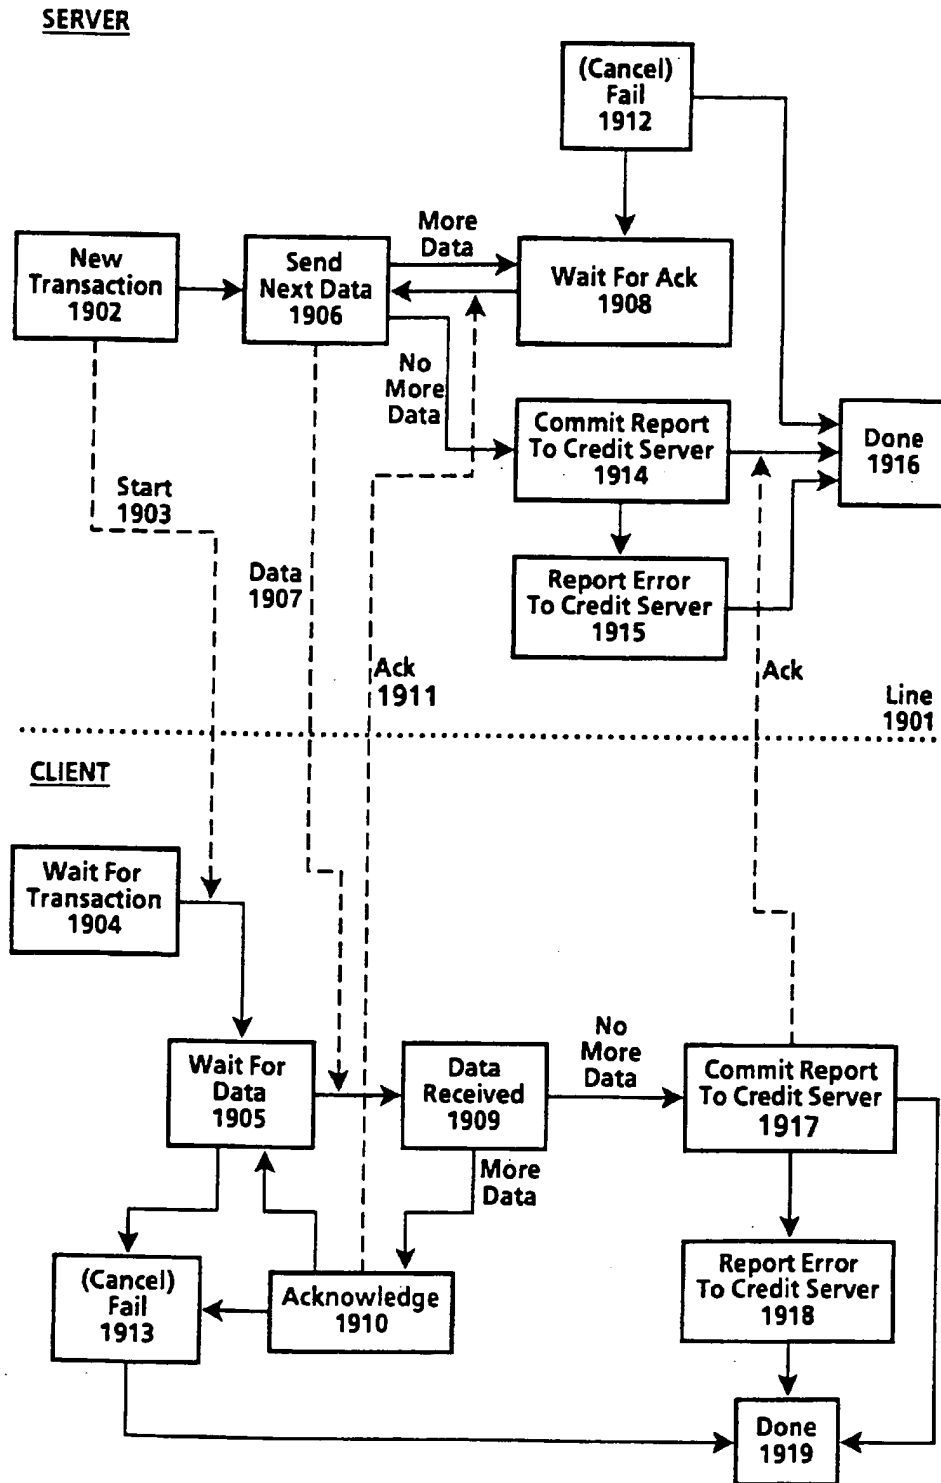 SERVER
(Cancel)
Fail
1912
More
Data
New
Transaction
1902
Send
Next Data
1906
Wait For Ack
1908
No
More
Data
Commit Report
To Credit Server
1914
Done
1916
Start
1903
Data
1907
Report Error
To Credit Server
1915
Ack
1911
Ack
Line
1901
CLIENT
Wait For
Transaction
1904
Wait For
Data
1905
Data
Received
1909
No
More
Data
Commit Report
To Credit Server
1917
More
Data
(Cancel)
Fail
1913
Acknowledge
1910
Report Error
To Credit Server
1918
Done
1919